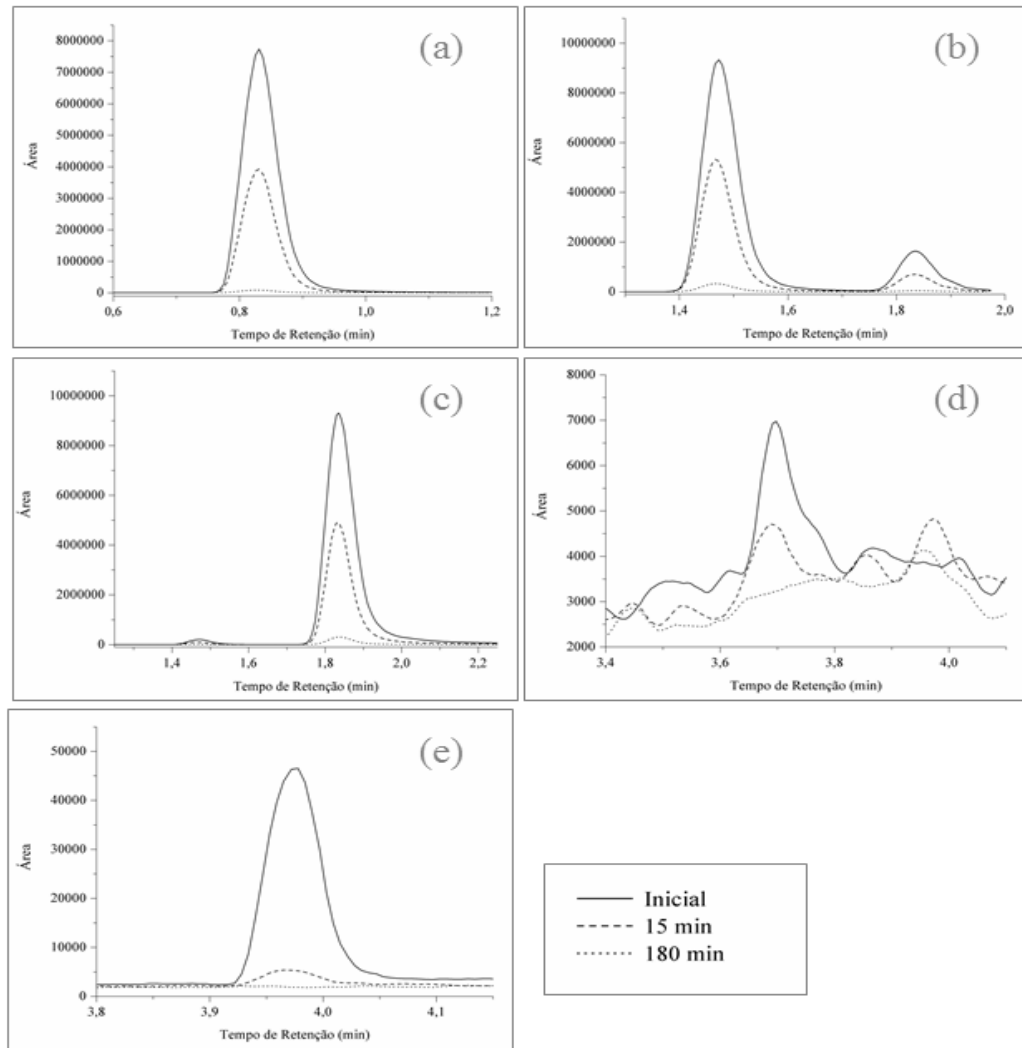 (a)
8000000
7000000
6000000
5000000
4000000
3000000
2000000
1000000
0
Área
0,6 0,8 1,0 1,2
Tempo de Retenção (min)
(b)
10000000
8000000
6000000
4000000
2000000
0
Área
1,4 1,6 1,8 2,0
Tempo de Retenção (min)
(c)
10000000
8000000
6000000
4000000
2000000
0
Área
1,4 1,6 1,8 2,0 2,2
Tempo de Retenção (min)
(d)
8000
7000
6000
5000
4000
3000
2000
Área
3,4 3,6 3,8 4,0
Tempo de Retenção (min)
(e)
50000
40000
30000
20000
10000
0
Área
3,8 3,9 4,0 4,1
Tempo de Retenção (min)
Inicial
15 min
180 min